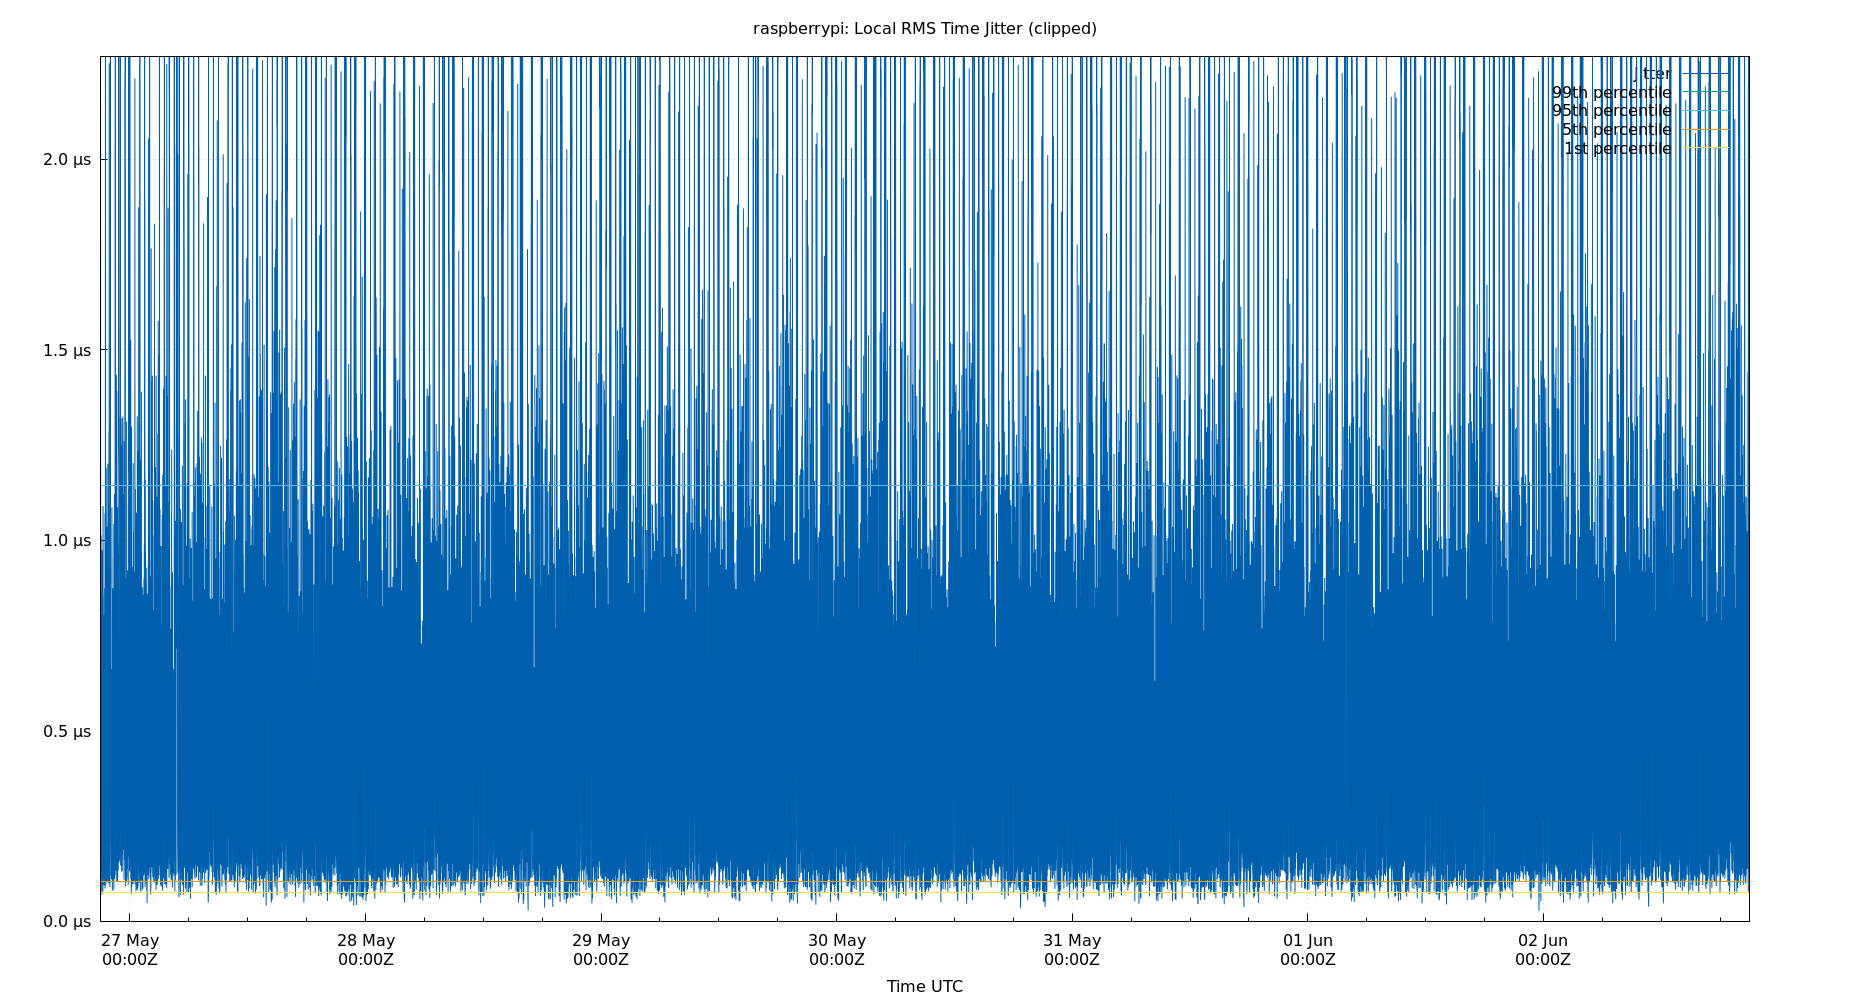 raspberrypi: Local RMS Time Jitter (clipped)
Jitter
99th percentile
95th percentile
5th percentile
1st percentile
2.0 μs
1.5 μs
1.0 μs
0.5 μs
0.0 μs
27 May 28 May 29 May 30 May 31 May 01 Jun 02 Jun
00:00Z 00:00Z 00:00Z 00:00Z 00:00Z 00:00Z 00:00Z
Time UTC